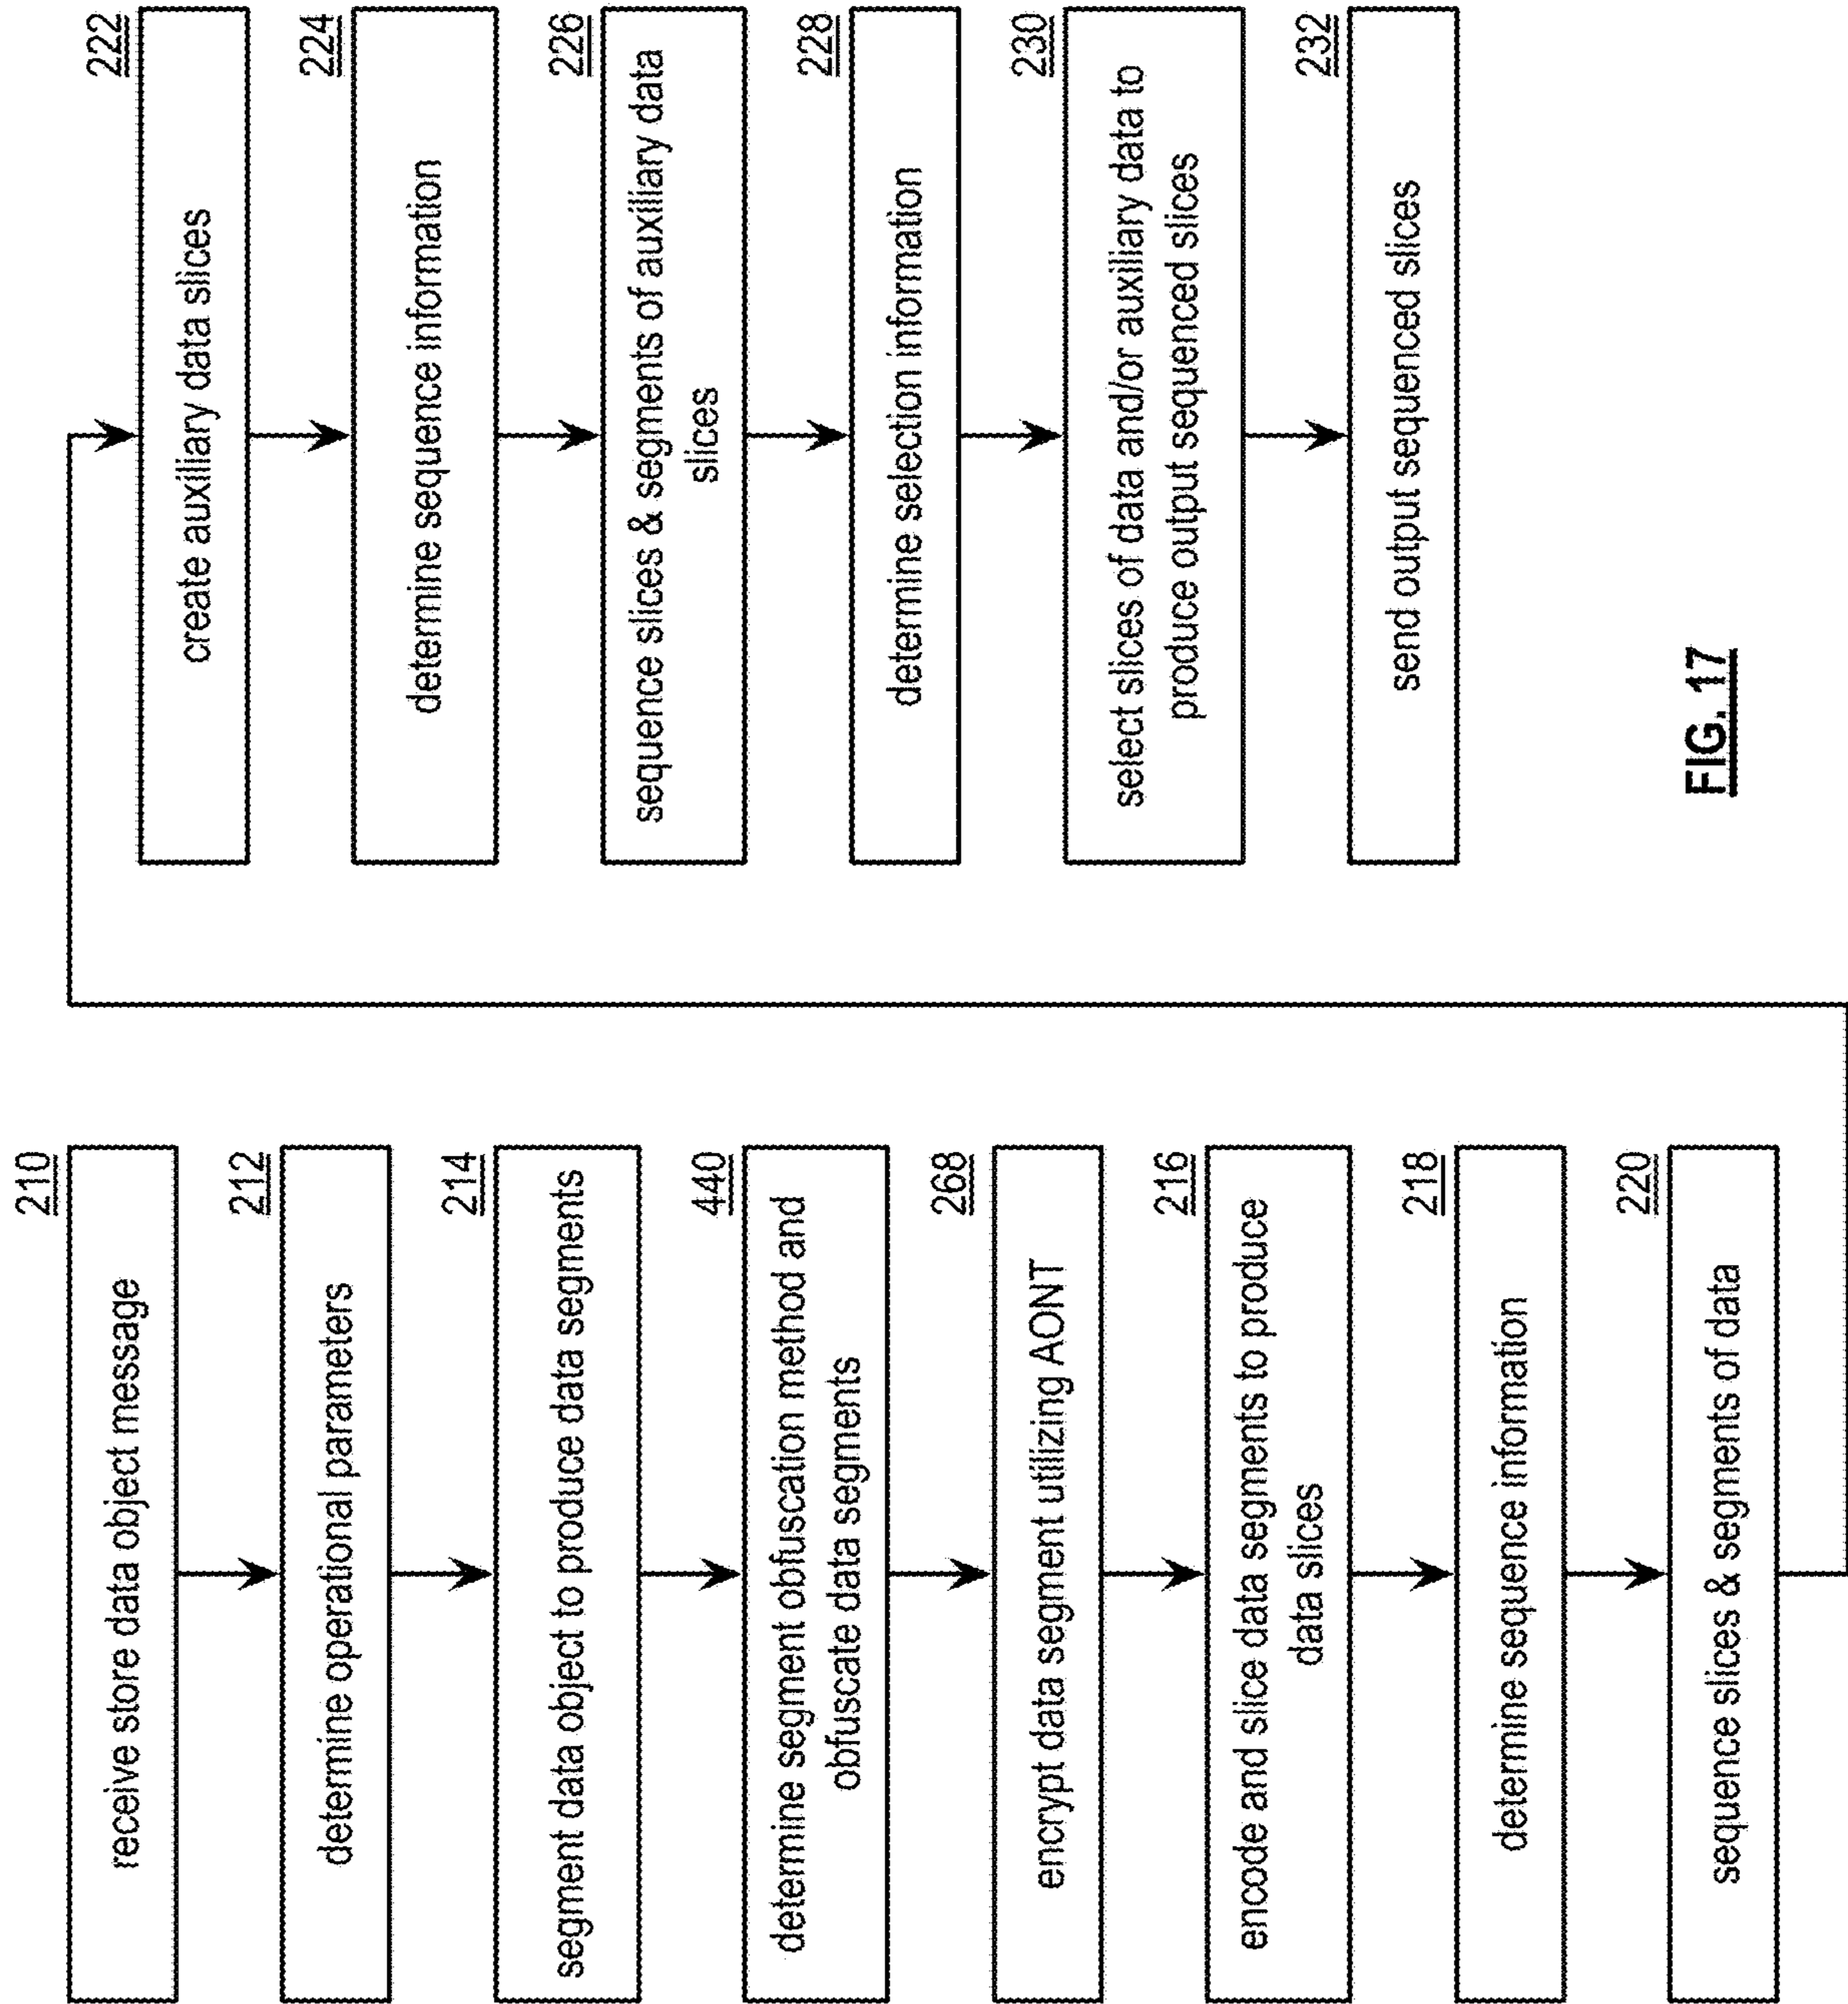 210
receive store data object message
212
determine operational parameters
214
segment data object to produce data segments
440
determine segment obfuscation method and
obfuscate data segments
268
encrypt data segment utilizing AONT
216
encode and slice data segments to produce
data slices
218
determine sequence information
220
sequence slices & segments of data
222
create auxiliary data slices
224
determine sequence information
226
sequence slices & segments of auxiliary data
slices
228
determine selection information
230
select slices of data and/or auxiliary data to
produce output sequenced slices
232
send output sequenced slices
FIG. 17